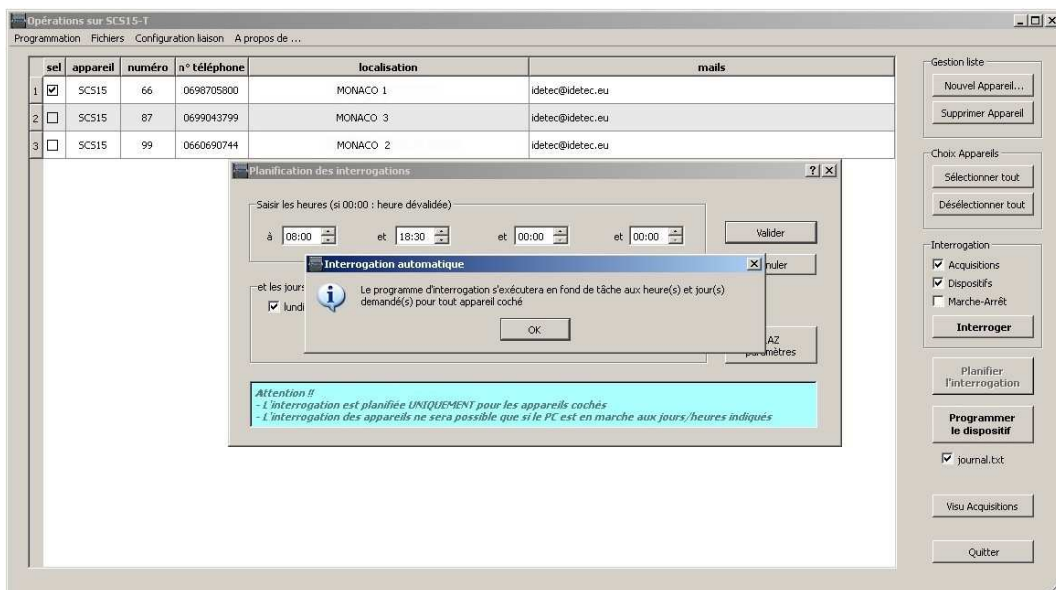 Opérations sur SCS15-T
Programmation Fichiers Configuration liaison A propos de ...
sel appareil numéro n° téléphone localisation mails
1 SCS15 66 0698705800 MONACO 1 idetec@idetec.eu
2 SCS15 87 0699043799 MONACO 3 idetec@idetec.eu
3 SCS15 99 0660690744 MONACO 2 idetec@idetec.eu
Planification des interrogations
Saisir les heures (si 00:00 : heure dévalidée)
à 08:00 et 18:30 et 00:00 et 00:00
Valider
nuler
Interrogation automatique
Le programme d'interrogation s'exécutera en fond de tâche aux heure(s) et jour(s)
demandé(s) pour tout appareil coché
OK
et les jours
lundi
AZ
paramètres
Attention !!
- L'interrogation est planifiée UNIQUEMENT pour les appareils cochés
- L'interrogation des appareils ne sera possible que si le PC est en marche aux jours/heures indiqués
Gestion liste
Nouvel Appareil...
Supprimer Appareil
Choix Appareils
Sélectionner tout
Désélectionner tout
Interrogation
Acquisitions
Dispositifs
Marche-Arrêt
Interroger
Planifier
l'interrogation
Programmer
le dispositif
journal.txt
Visu Acquisitions
Quitter